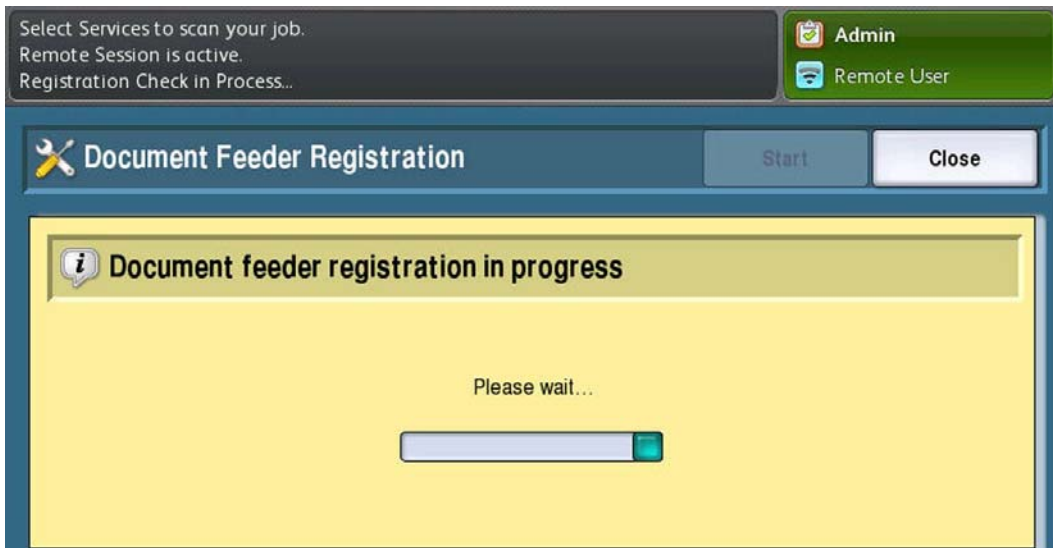 Select Services to scan your job.
Remote Session is active.
Registration Check in Process...
Admin
Remote User
Document Feeder Registration
Start
Close
Document feeder registration in progress
Please wait...